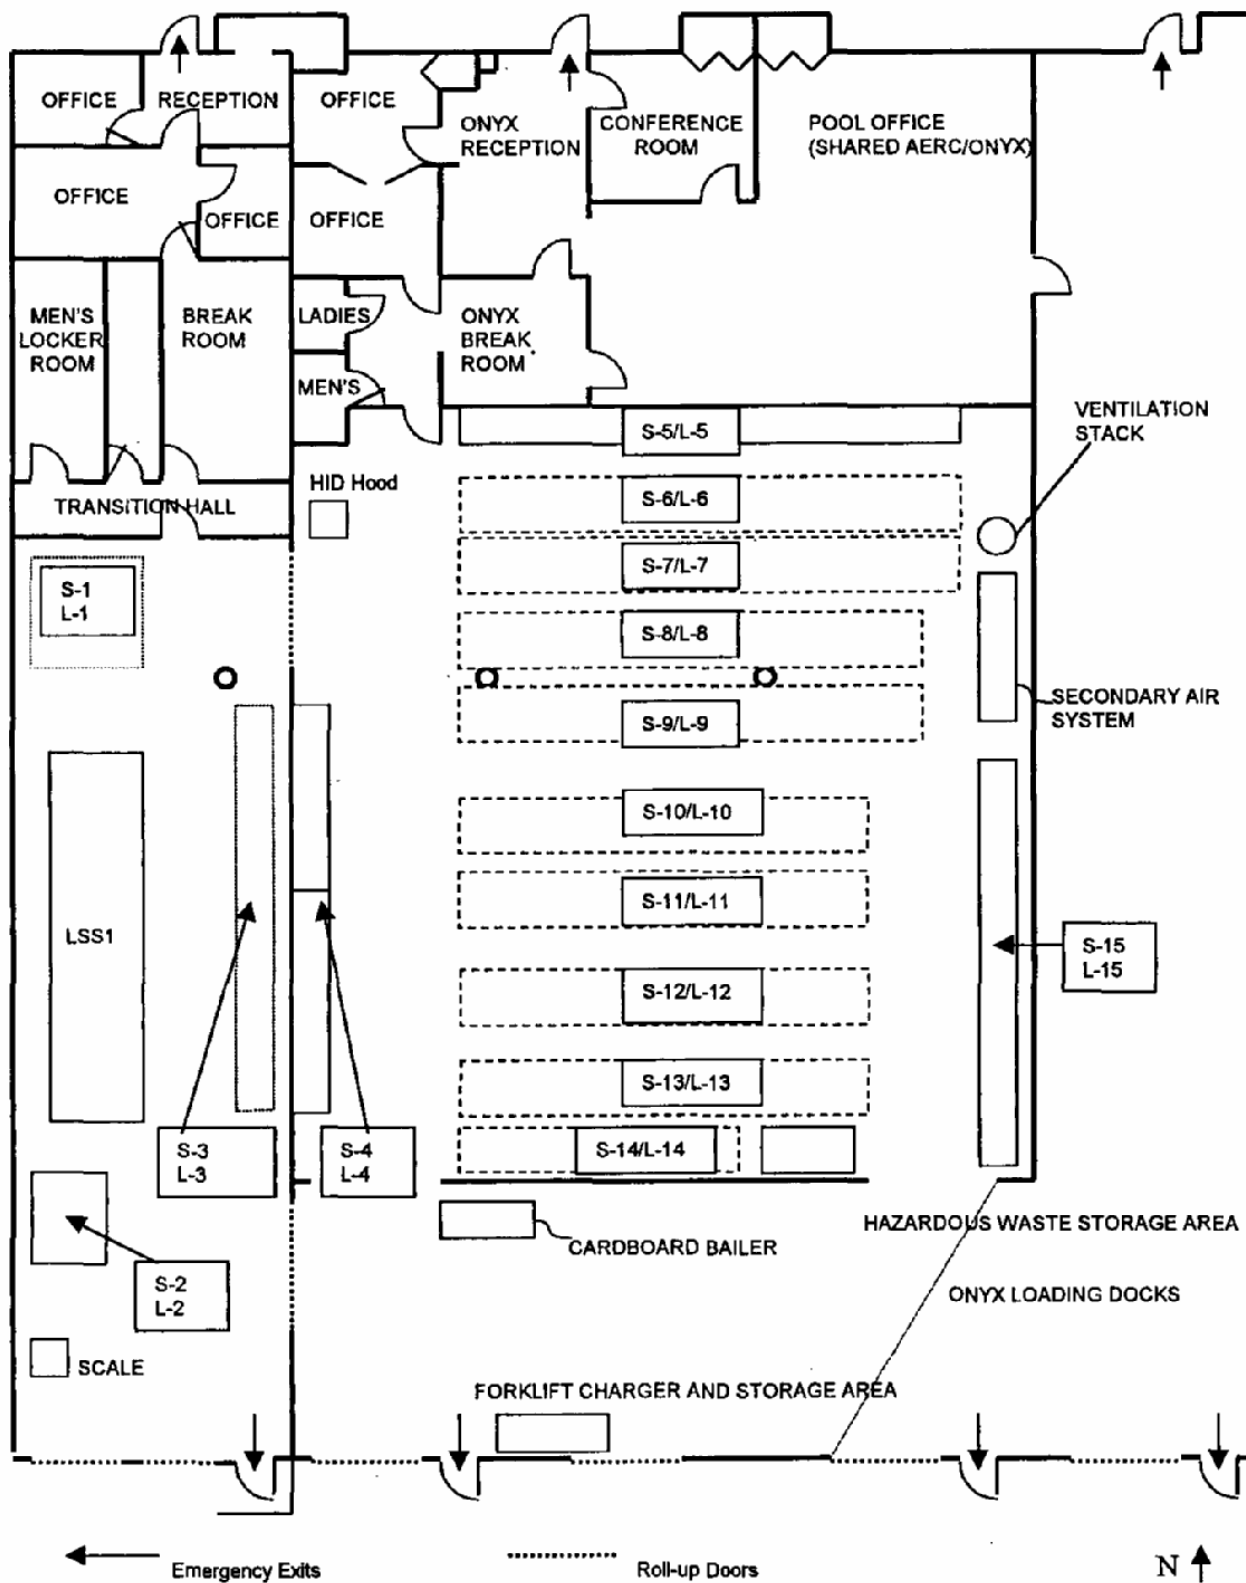 OFFICE
RECEPTION
OFFICE
ONYX
RECEPTION
CONFERENCE
ROOM
POOL OFFICE
(SHARED AERC/ONYX)
OFFICE
OFFICE
OFFICE
MEN'S
LOCKER
ROOM
BREAK
ROOM
LADIES
MEN'S
ONYX
BREAK
ROOM
VENTILATION
STACK
S-5/L-5
HID Hood
S-6/L-6
TRANSITION HALL
S-7/L-7
S-1
L-1
S-8/L-8
S-9/L-9
SECONDARY AIR
SYSTEM
S-10/L-10
S-11/L-11
LSS1
S-15
L-15
S-12/L-12
S-13/L-13
S-3
L-3
S-4
L-4
S-14/L-14
HAZARDOUS WASTE STORAGE AREA
CARDBOARD BAILER
S-2
L-2
ONYX LOADING DOCKS
SCALE
FORKLIFT CHARGER AND STORAGE AREA
Emergency Exits
Roll-up Doors
N